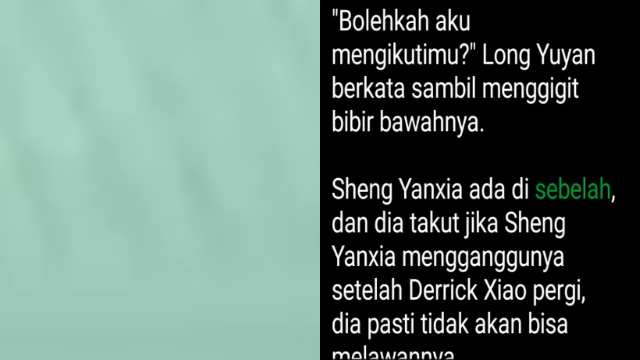 "Bolehkah aku
mengikutimu?" Long Yuyan
berkata sambil menggigit
bibir bawahnya.
Sheng Yanxia ada di sebelah,
dan dia takut jika Sheng
Yanxia mengganggunya
setelah Derrick Xiao pergi,
dia pasti tidak akan bisa
melawannya